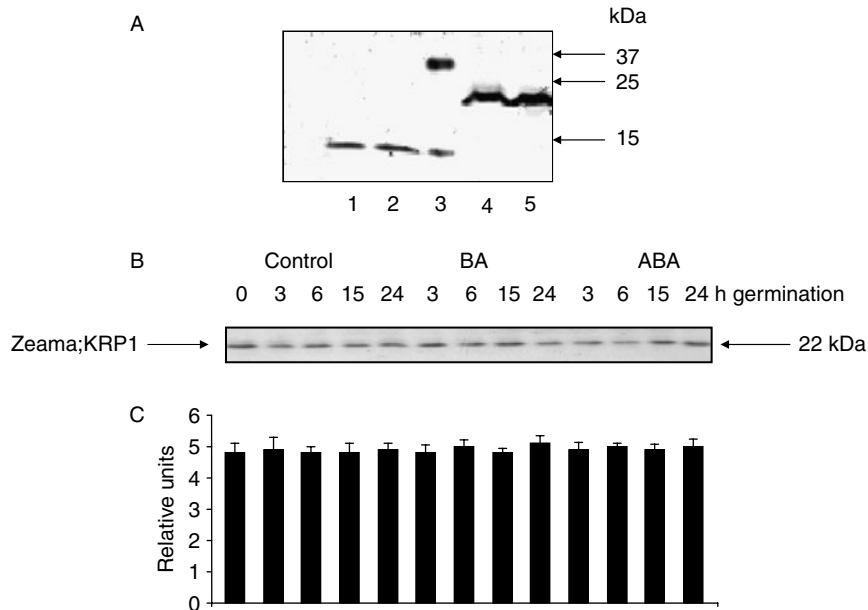 A
kDa
37
25
15
1 2 3 4 5
B
Control BA ABA
0 3 6 15 24 3 6 15 24 3 6 15 24 h germination
Zeama;KRP1
22 kDa
C
Relative units
6
5
4
3
2
1
0